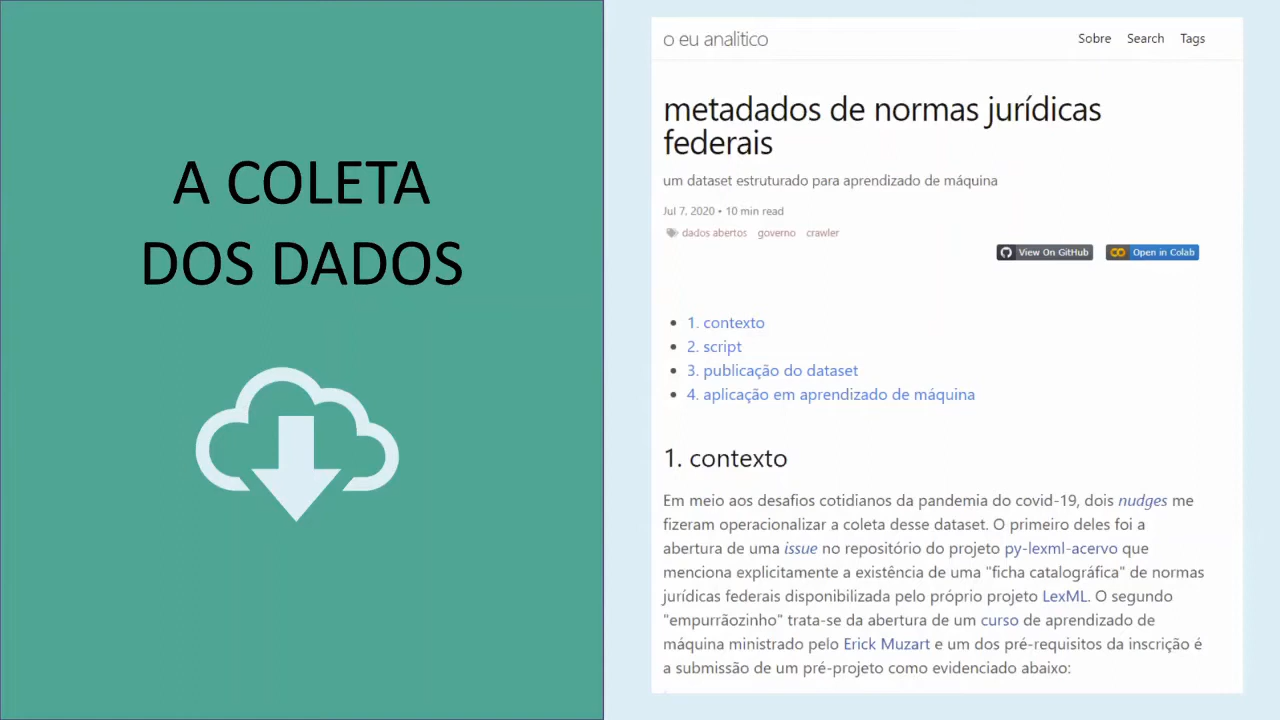 A COLETA
DOS DADOS
o eu analitico
Sobre Search Tags
metadados de normas jurídicas
federais
um dataset estruturado para aprendizado de máquina
Jul 7, 2020 • 10 min read
dados abertos governo crawler
View On GitHub Open in Colab
1. contexto
2. script
3. publicação do dataset
4. aplicação em aprendizado de máquina
1. contexto
Em meio aos desafios cotidianos da pandemia do covid-19, dois nudges me
fizeram operacionalizar a coleta desse dataset. O primeiro deles foi a
abertura de uma issue no repositório do projeto py-lexml-acervo que
menciona explicitamente a existência de uma "ficha catalográfica" de normas
jurídicas federais disponibilizada pelo próprio projeto LexML. O segundo
"empurrãozinho" trata-se da abertura de um curso de aprendizado de
máquina ministrado pelo Erick Muzart e um dos pré-requisitos da inscrição é
a submissão de um pré-projeto como evidenciado abaixo: